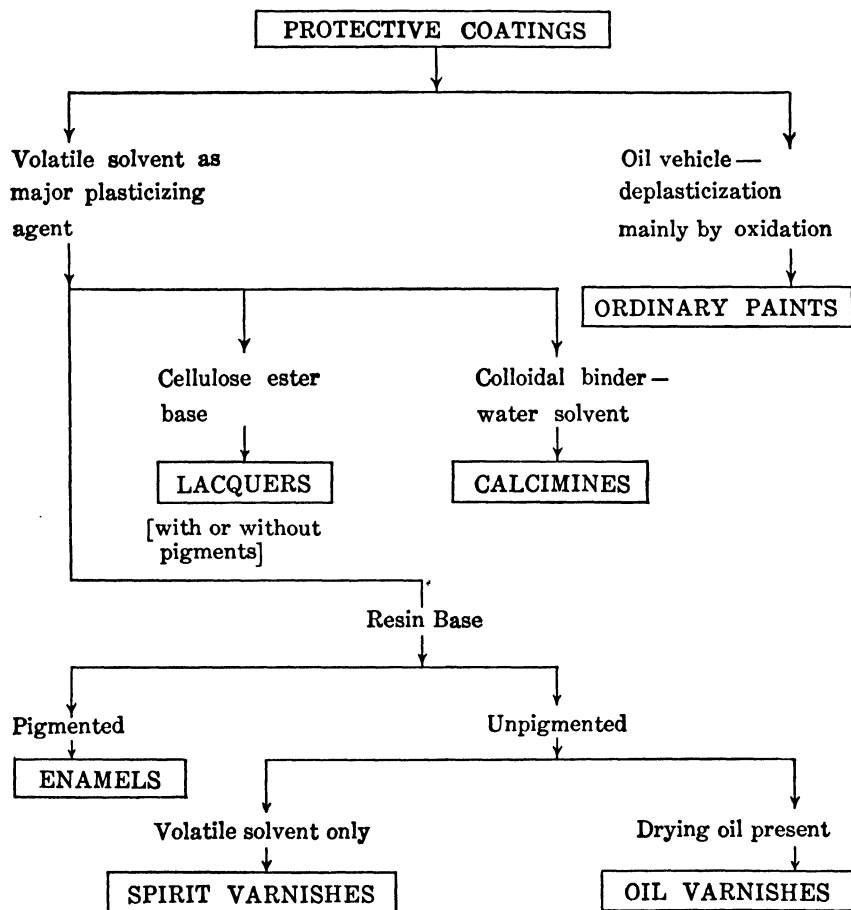 PROTECTIVE COATINGS
Volatile solvent as
major plasticizing
agent
Oil vehicle —
deplasticization
mainly by oxidation
ORDINARY PAINTS
Cellulose ester
base
LACQUERS
[with or without
pigments]
Colloidal binder —
water solvent
CALCIMINES
Resin Base
Pigmented
ENAMELS
Unpigmented
Volatile solvent only
SPIRIT VARNISHES
Drying oil present
OIL VARNISHES